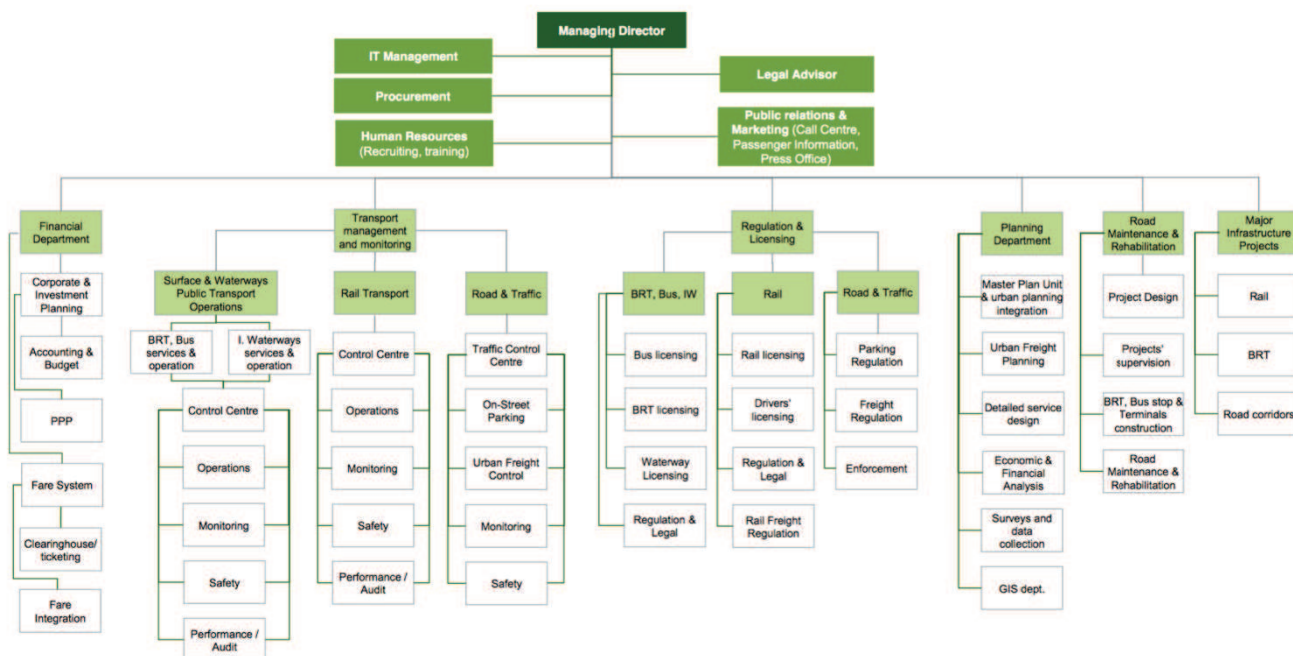 Managing Director
IT Management
Legal Advisor
Procurement
Public relations &
Marketing (Call Centre,
Passenger Information,
Press Office)
Human Resources
(Recruiting, training)
Financial
Department
Transport
management
and monitoring
Regulation &
Licensing
Planning
Department
Road
Maintenance &
Rehabilitation
Major
Infrastructure
Projects
Corporate &
Investment
Planning
Accounting &
Budget
PPP
Fare System
Clearinghouse/
ticketing
Fare
Integration
Surface & Waterways
Public Transport
Operations
BRT, Bus
services &
operation
I. Waterways
services &
operation
Control Centre
Operations
Monitoring
Safety
Performance /
Audit
Rail Transport
Control Centre
Operations
Monitoring
Safety
Performance /
Audit
Road & Traffic
Traffic Control
Centre
On-Street
Parking
Urban Freight
Control
Monitoring
Safety
BRT, Bus, IW
Bus licensing
BRT licensing
Waterway
Licensing
Regulation &
Legal
Rail
Rail licensing
Drivers'
licensing
Regulation &
Legal
Rail Freight
Regulation
Road & Traffic
Parking
Regulation
Freight
Regulation
Enforcement
Master Plan Unit
& urban planning
integration
Urban Freight
Planning
Detailed service
design
Economic &
Financial
Analysis
Surveys and
data
collection
GIS dept.
Project Design
Projects'
supervision
BRT, Bus stop &
Terminals
construction
Road
Maintenance &
Rehabilitation
Rail
BRT
Road corridors